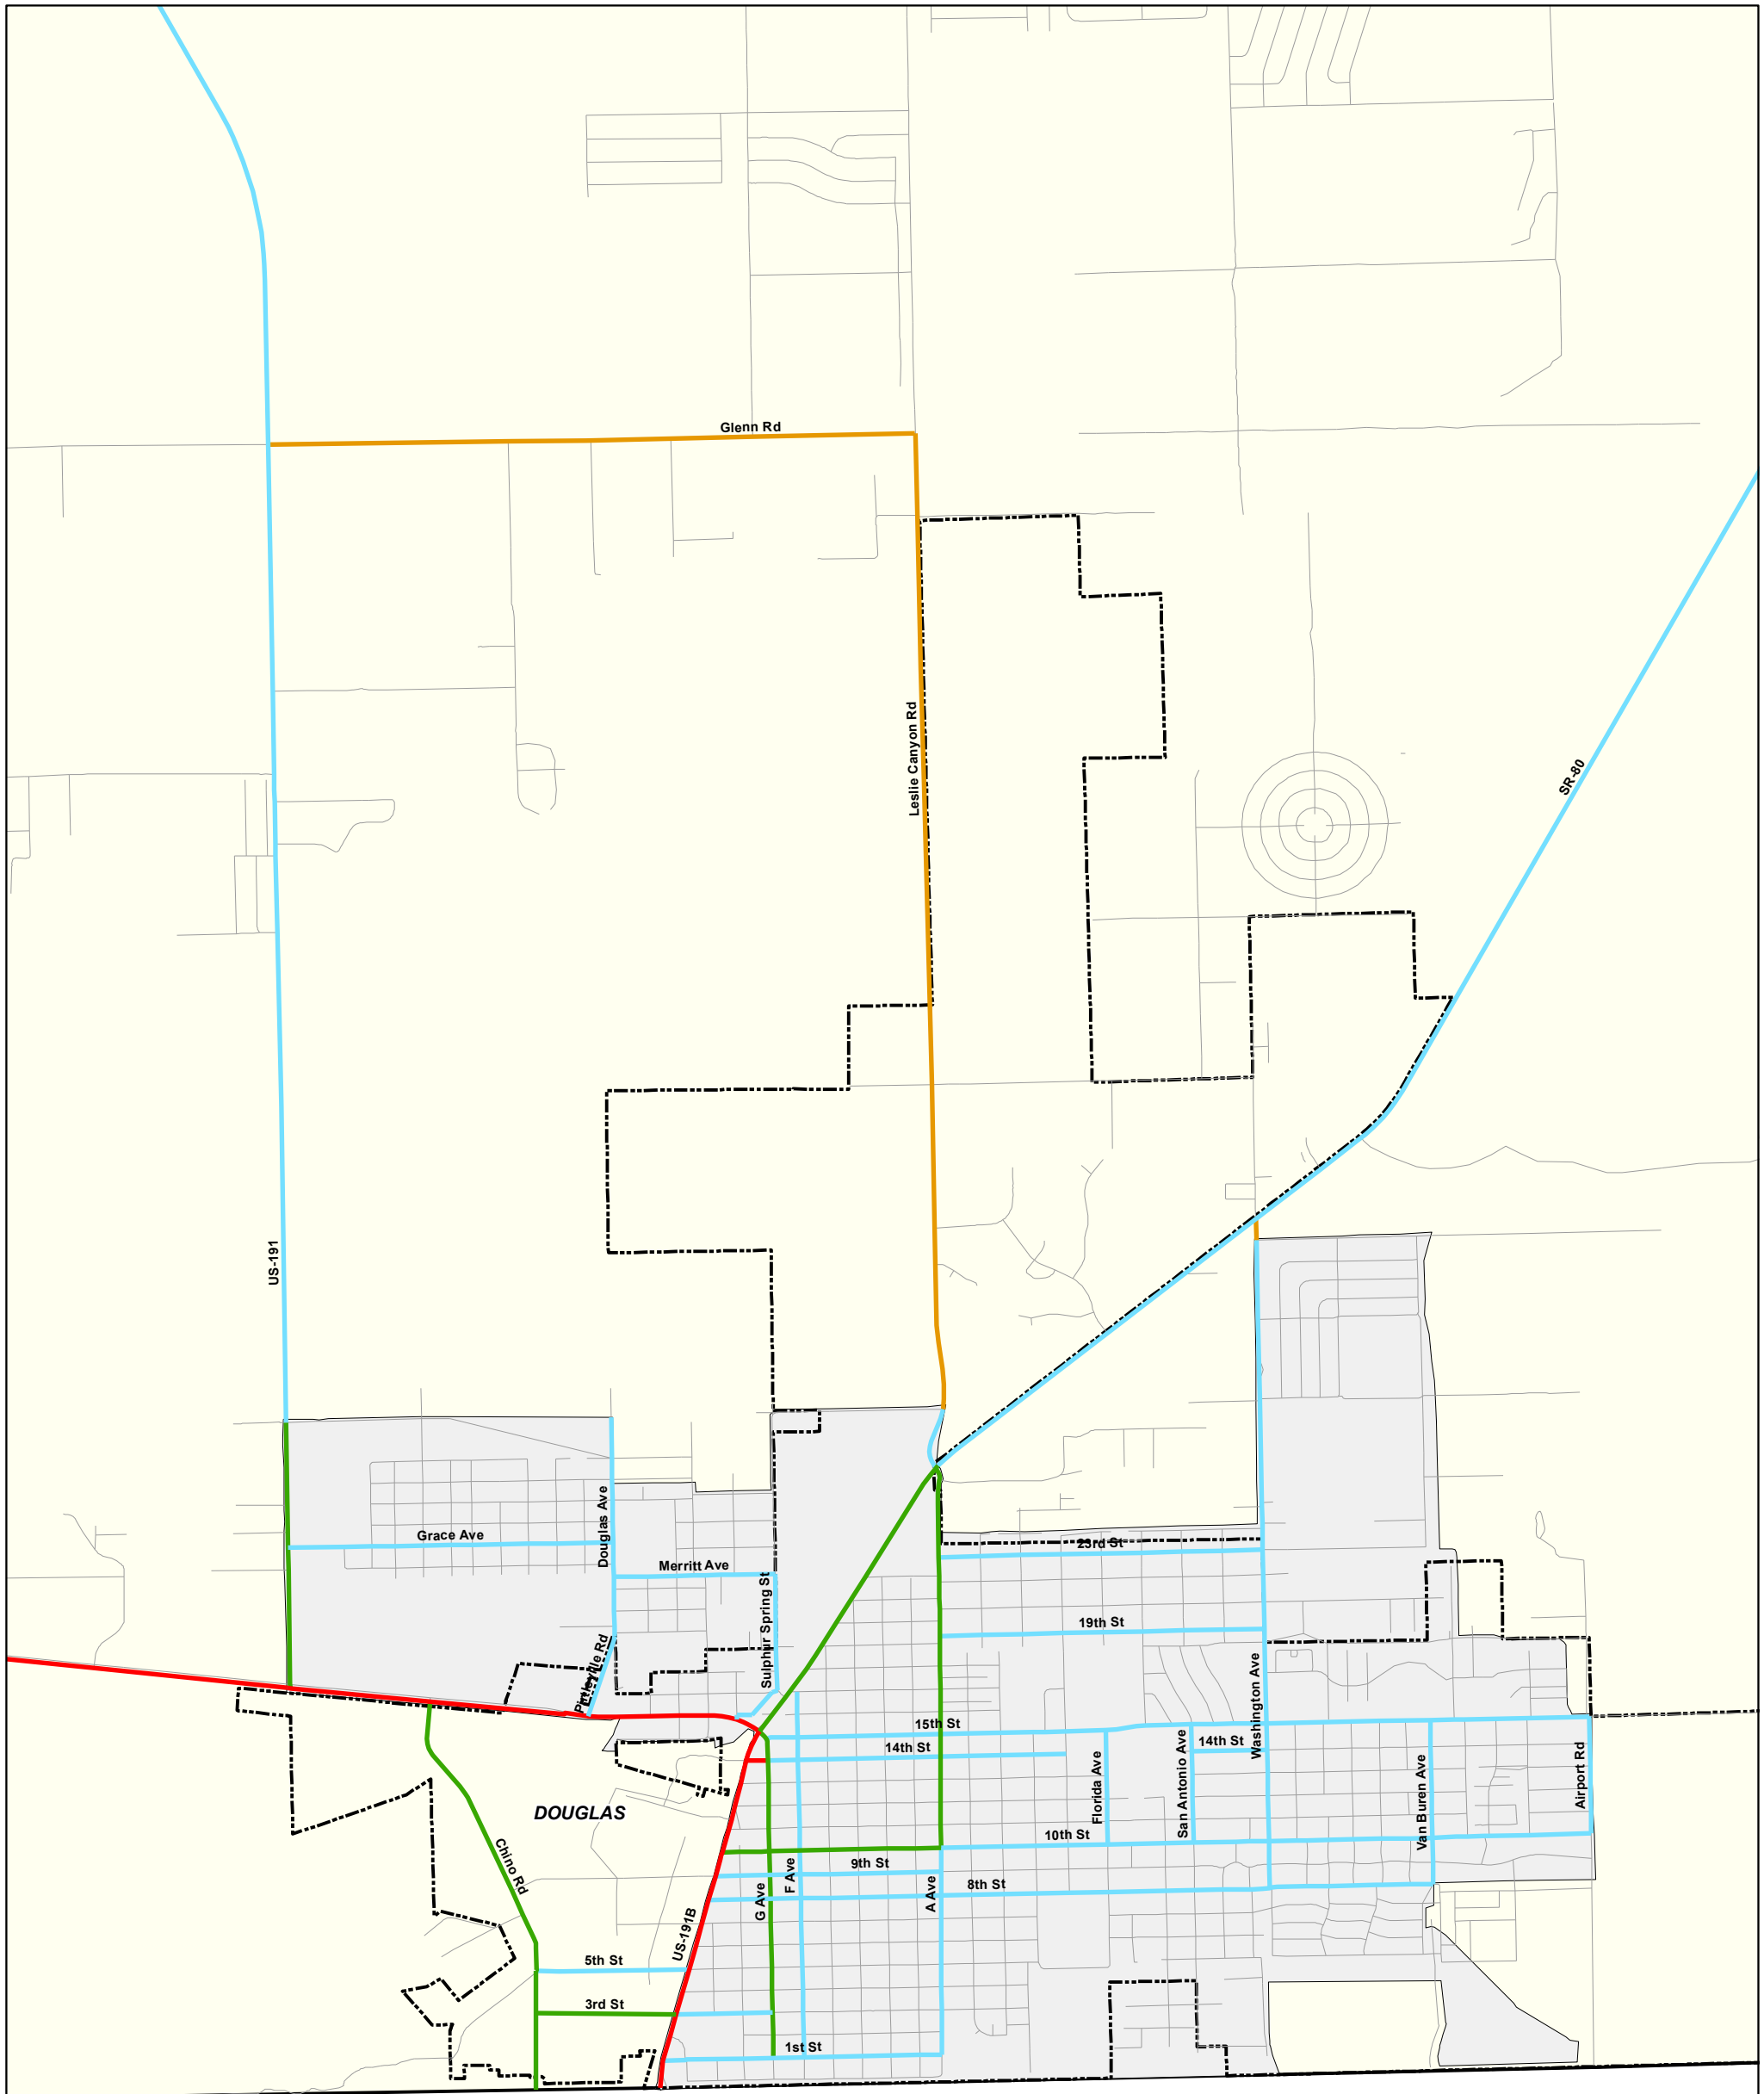 Glenn Rd
Leslie Canyon Rd
SR-80
US-191
Grace Ave
Douglas Ave
Merritt Ave
Sulphur Spring St
23rd St
19th St
Pirtleville Rd
Washington Ave
15th St
14th St
14th St
Florida Ave
San Antonio Ave
Van Buren Ave
Airport Rd
DOUGLAS
10th St
Chino Rd
9th St
F Ave
G Ave
A Ave
8th St
US-191B
5th St
3rd St
1st St